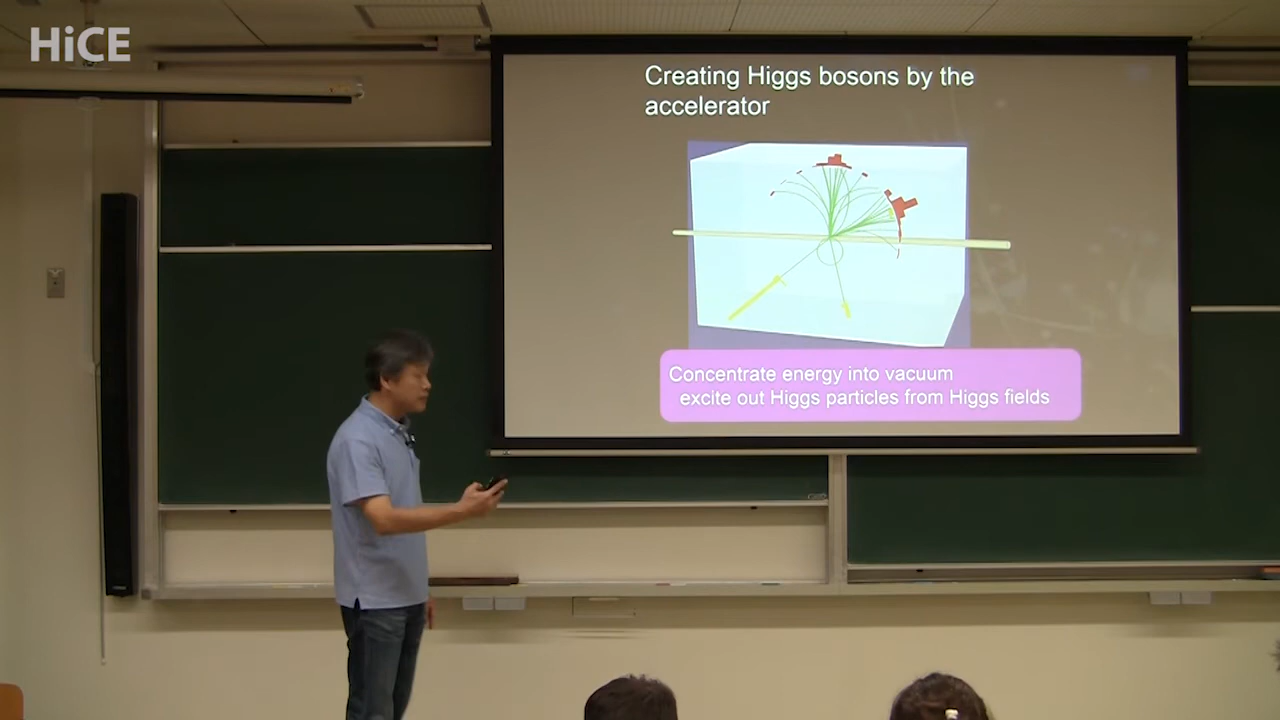 HiCE
Creating Higgs bosons by the
accelerator
Concentrate energy into vacuum
excite out Higgs particles from Higgs fields